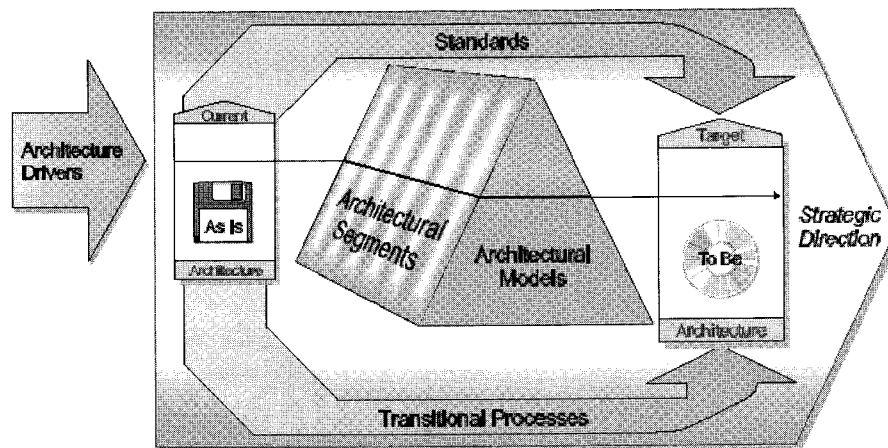 Standards
Architecture
Drivers
Current
As Is
Architecture
Architectural
Segments
Architectural
Models
Target
To Be
Architecture
Strategic
Direction
Transitional Processes